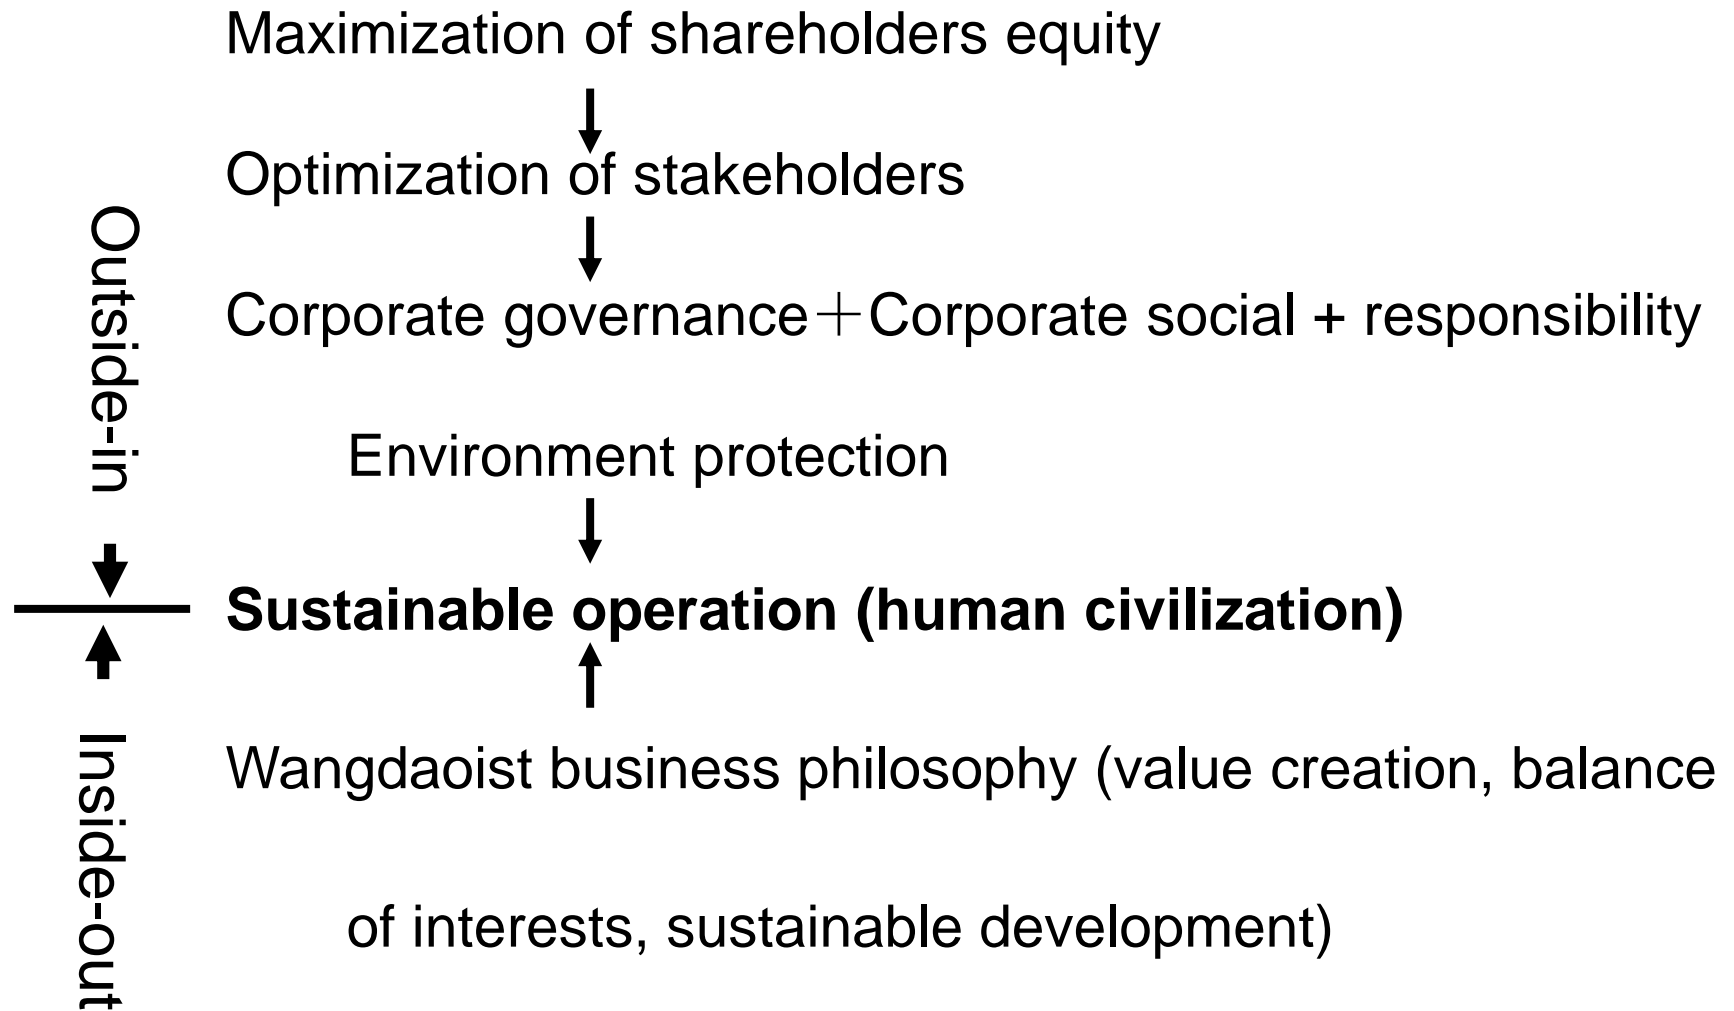 Maximization of shareholders equity
Optimization of stakeholders
Corporate governance＋Corporate social + responsibility
Environment protection
Sustainable operation (human civilization)
Wangdaoist business philosophy (value creation, balance
of interests, sustainable development)
Outside-in
Inside-out